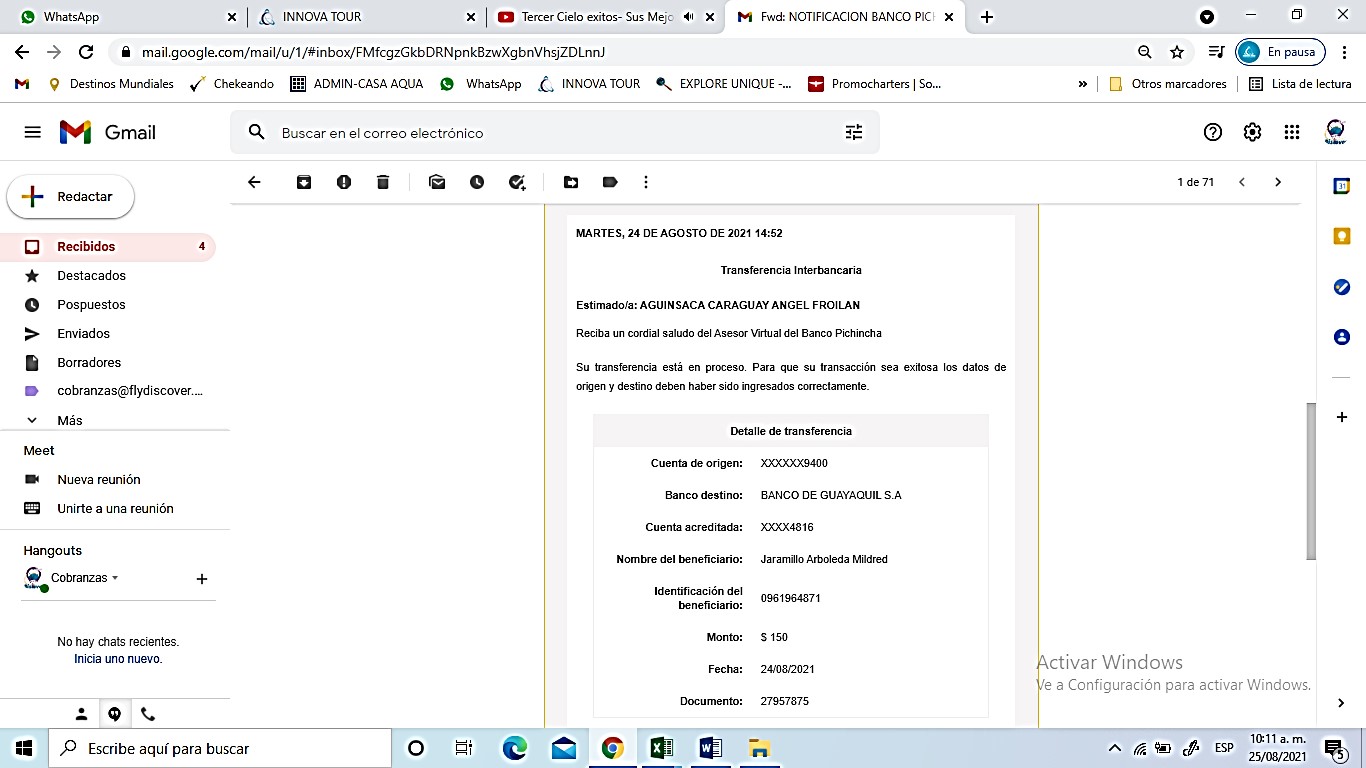 WhatsApp
INNOVA TOUR
Tercer Cielo exitos- Sus Mejo
Fwd: NOTIFICACION BANCO PICH
mail.google.com/mail/u/1/#inbox/FMfcgzGkbDRNpnkBzwXgbnVhsjZDLnnJ
En pausa
Destinos Mundiales
Chekeando
ADMIN-CASA AQUA
WhatsApp
INNOVA TOUR
EXPLORE UNIQUE -...
Promocharters | So...
»
Otros marcadores
Lista de lectura
Gmail
Buscar en el correo electrónico
Redactar
1 de 71
Recibidos 4
Destacados
Pospuestos
Enviados
Borradores
cobranzas@flydiscover....
Más
Meet
Nueva reunión
Unirte a una reunión
Hangouts
Cobranzas
No hay chats recientes.
Inicia uno nuevo.
MARTES, 24 DE AGOSTO DE 2021 14:52
Transferencia Interbancaria
Estimado/a: AGUINSACA CARAGUAY ANGEL FROILAN
Reciba un cordial saludo del Asesor Virtual del Banco Pichincha
Su transferencia está en proceso. Para que su transacción sea exitosa los datos de
origen y destino deben haber sido ingresados correctamente.
Detalle de transferencia
Cuenta de origen: XXXXXX9400
Banco destino: BANCO DE GUAYAQUIL S.A
Cuenta acreditada: XXXX4816
Nombre del beneficiario: Jaramillo Arboleda Mildred
Identificación del
beneficiario: 0961964871
Monto: $ 150
Fecha: 24/08/2021
Documento: 27957875
31
Activar Windows
Ve a Configuración para activar Windows.
Escribe aquí para buscar
ESP
10:11 a. m.
25/08/2021
5